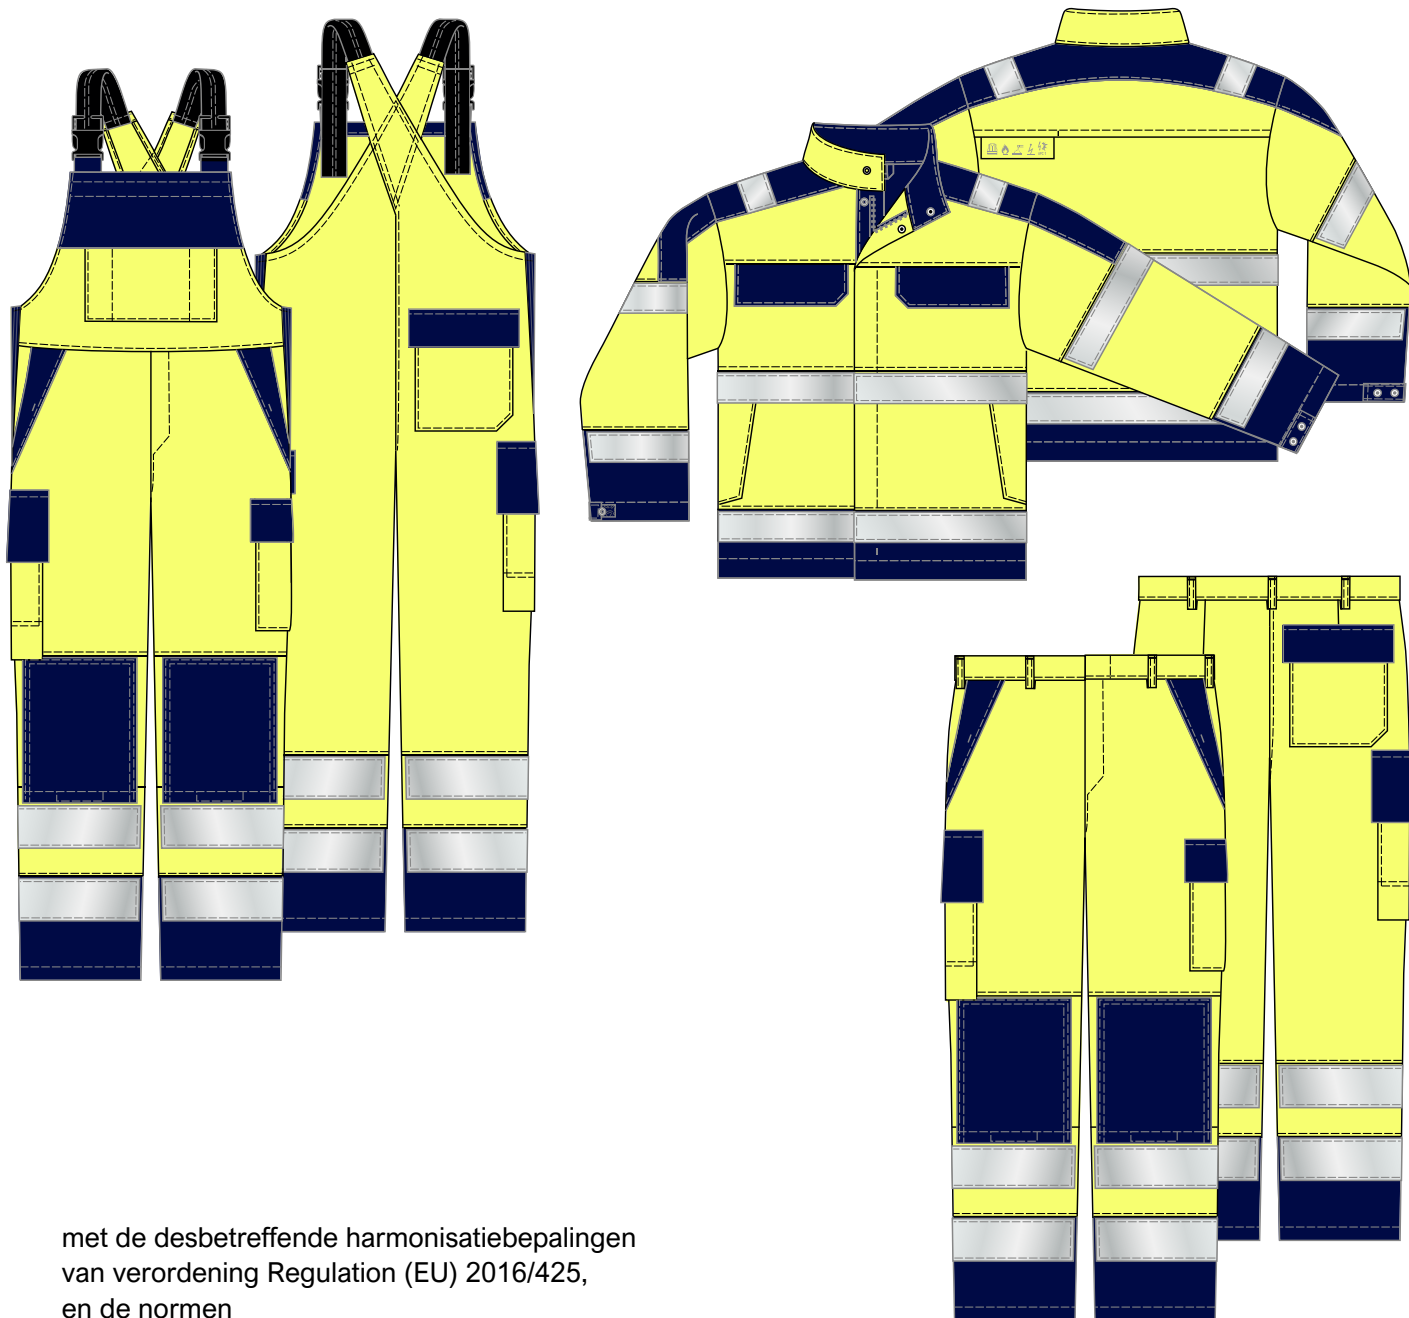 met de desbetreffende harmonisatiebepalingen
van verordening Regulation (EU) 2016/425,
en de normen